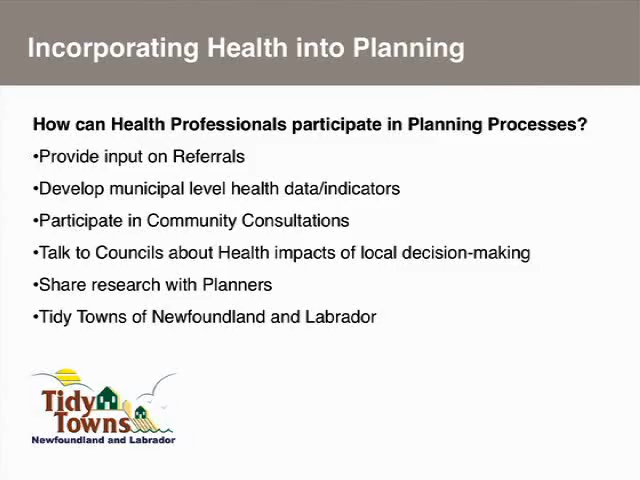 Incorporating Health into Planning
How can Health Professionals participate in Planning Processes?
•Provide input on Referrals
•Develop municipal level health data/indicators
•Participate in Community Consultations
•Talk to Councils about Health impacts of local decision-making
•Share research with Planners
•Tidy Towns of Newfoundland and Labrador
Tidy
Towns
Newfoundland and Labrador